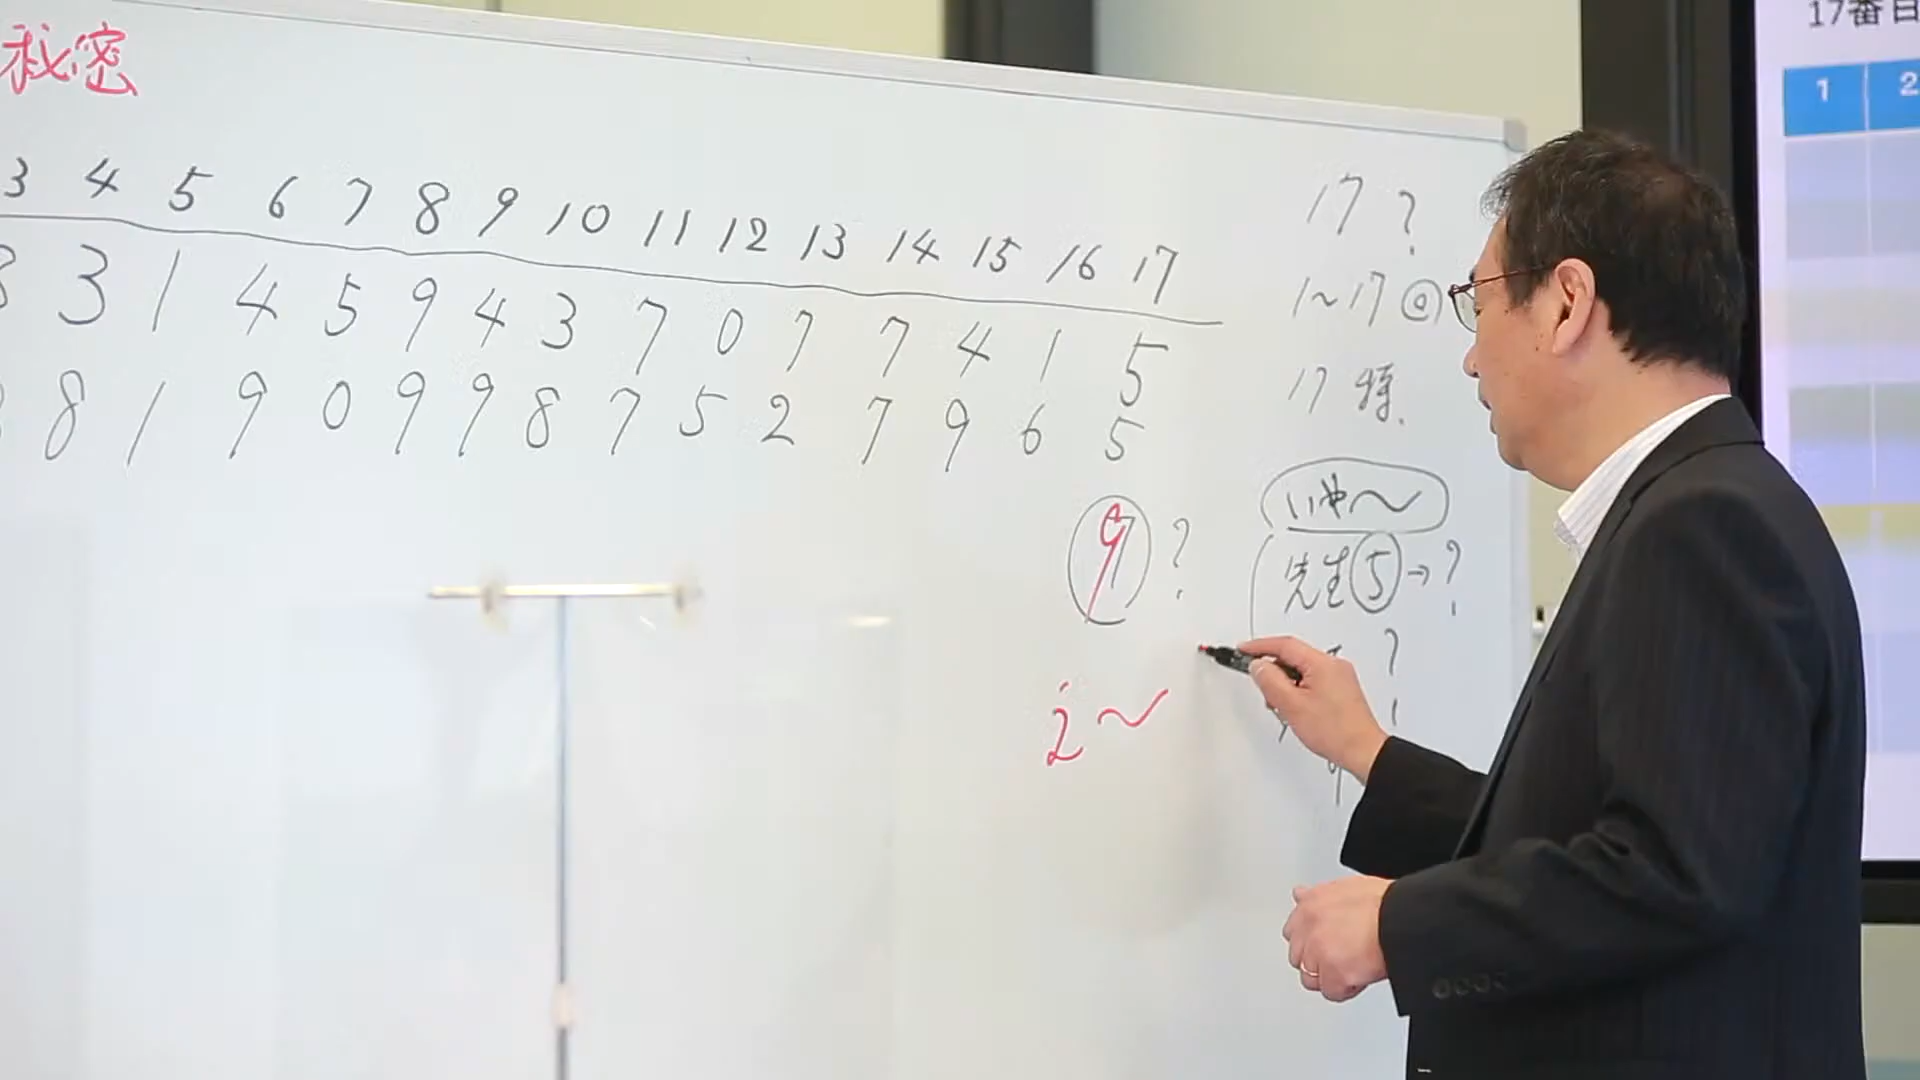 秘密
3 4 5 6 7 8 9 10 11 12 13 14 15 16 17
3 1 4 5 9 4 3 7 0 7 7 4 1 5
8 1 9 0 9 9 8 7 5 2 7 9 6 5
17 ?
1～17 @
17 特.
いや～
9 ?
先生⑤→?
?
i～
17番目
1 2